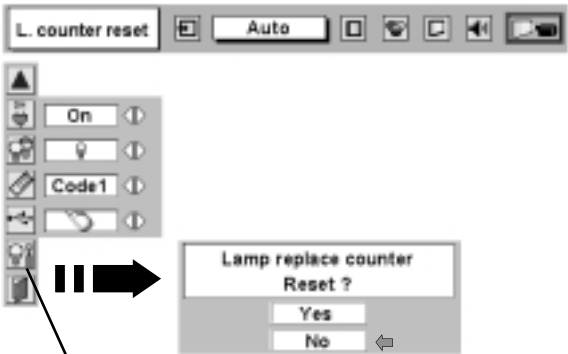 L. counter reset
Auto
On
Code1
Lamp replace counter
Reset ?
Yes
No